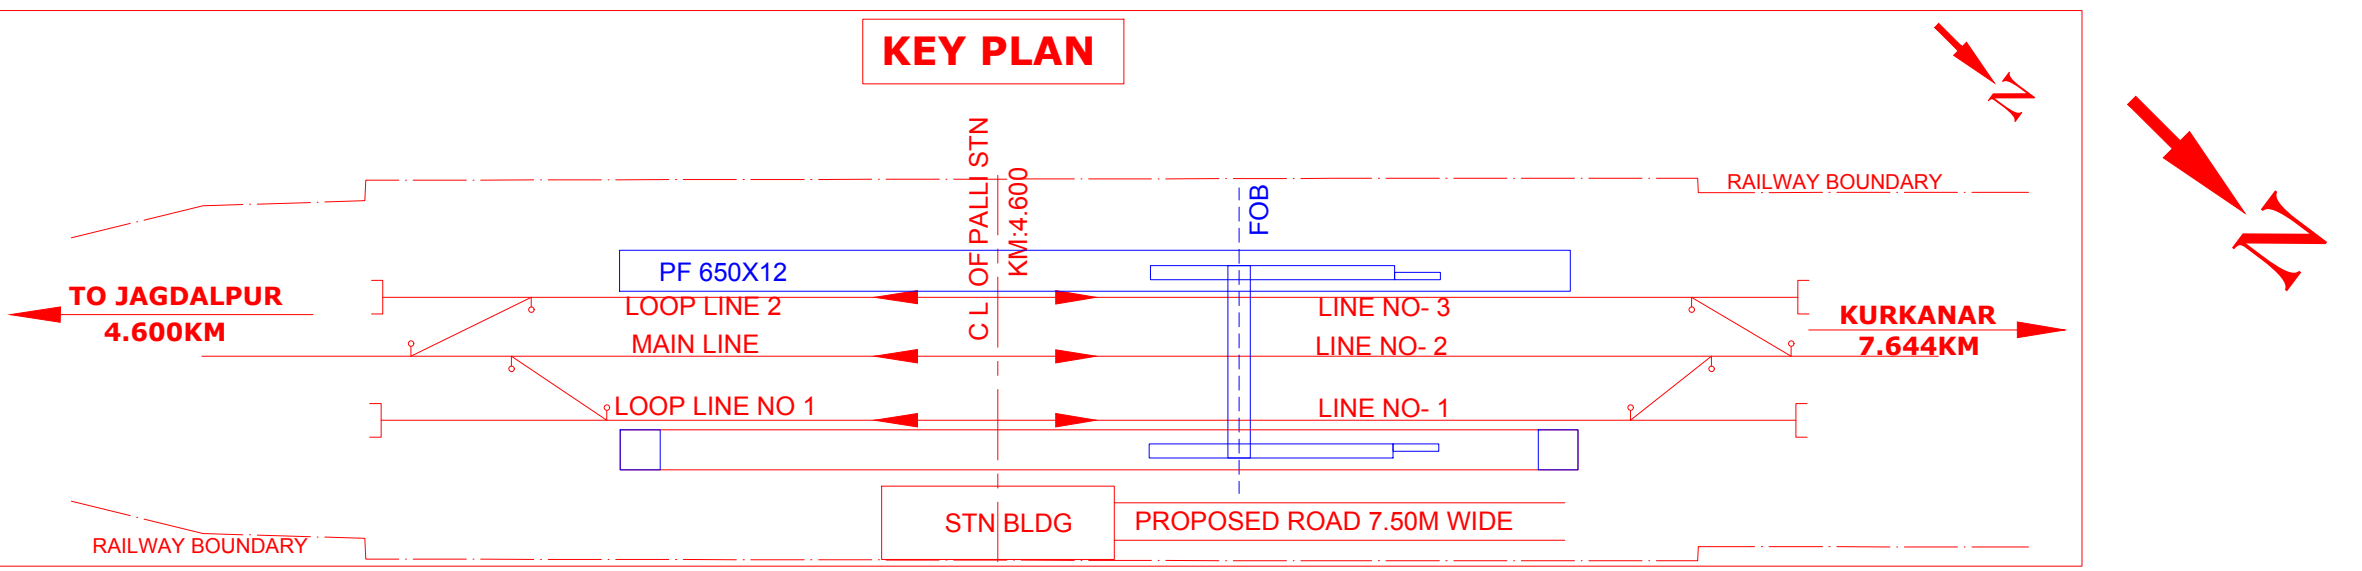 KEY PLAN
N
N
C L OF PALLI STN
KM:4.600
FOB
RAILWAY BOUNDARY
PF 650X12
TO JAGDALPUR
4.600KM
LOOP LINE 2
LINE NO- 3
KURKANAR
7.644KM
MAIN LINE
LINE NO- 2
LOOP LINE NO 1
LINE NO- 1
STN BLDG
PROPOSED ROAD 7.50M WIDE
RAILWAY BOUNDARY